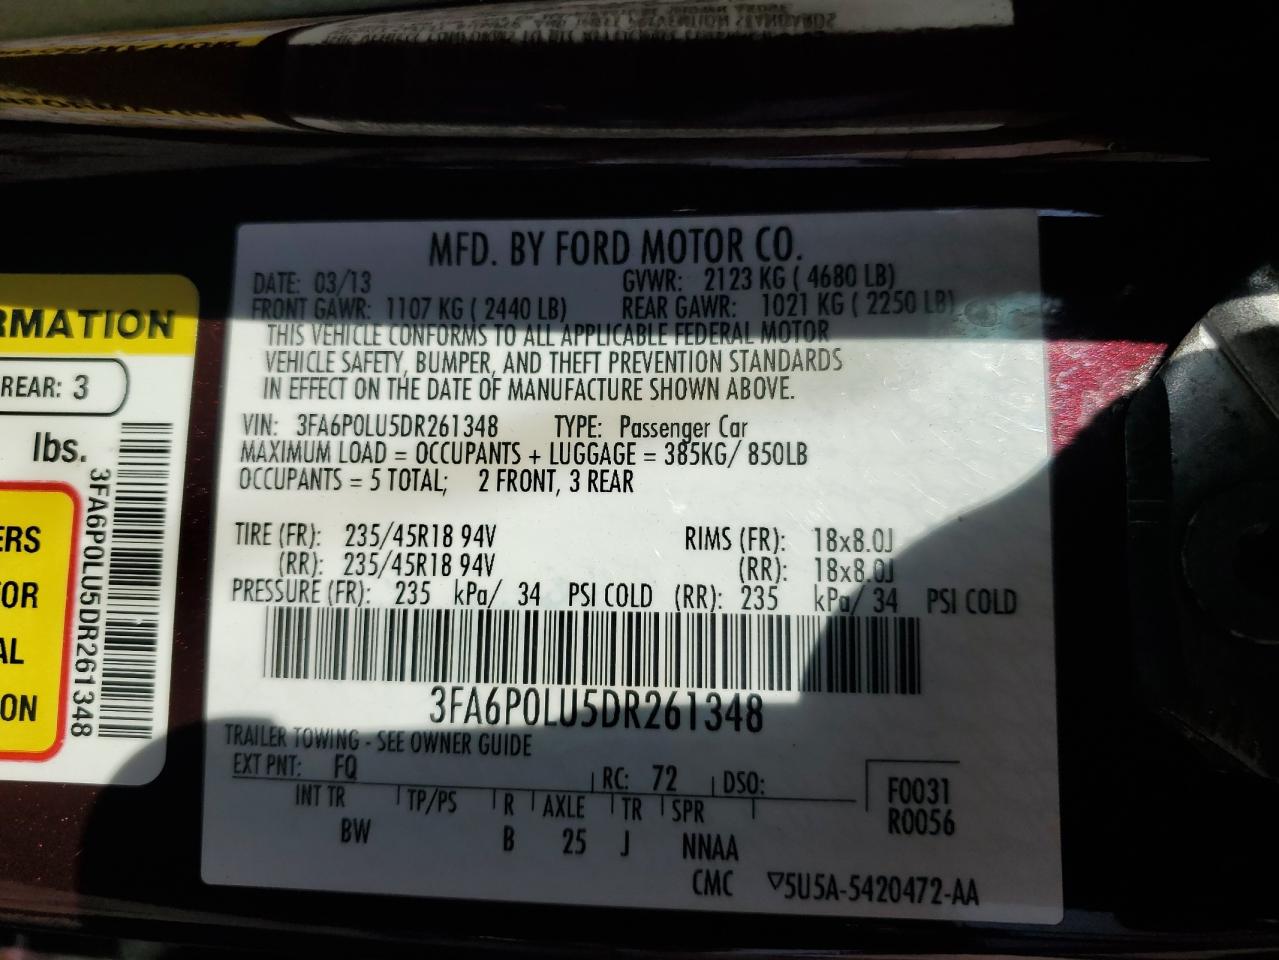 MFD. BY FORD MOTOR CO.
DATE: 03/13 GVWR: 2123 KG ( 4680 LB)
FRONT GAWR: 1107 KG ( 2440 LB) REAR GAWR: 1021 KG ( 2250 LB)
THIS VEHICLE CONFORMS TO ALL APPLICABLE FEDERAL MOTOR
VEHICLE SAFETY, BUMPER, AND THEFT PREVENTION STANDARDS
IN EFFECT ON THE DATE OF MANUFACTURE SHOWN ABOVE.
VIN: 3FA6P0LU5DR261348 TYPE: Passenger Car
MAXIMUM LOAD = OCCUPANTS + LUGGAGE = 385KG/ 850LB
OCCUPANTS = 5 TOTAL; 2 FRONT, 3 REAR
TIRE (FR): 235/45R18 94V RIMS (FR): 18x8.0J
(RR): 235/45R18 94V (RR): 18x8.0J
PRESSURE (FR): 235 kPa/ 34 PSI COLD (RR): 235 kPa/ 34 PSI COLD
3FA6P0LU5DR261348
TRAILER TOWING - SEE OWNER GUIDE
EXT PNT: FQ RC: 72 DSO:
INT TR TP/PS R AXLE TR SPR
BW B 25 J NNAA
CMC
F0031
R0056
▽5U5A-5420472-AA
RMATION
REAR: 3
lbs.
3FA6P0LU5DR261348
ERS
TOR
AL
ON